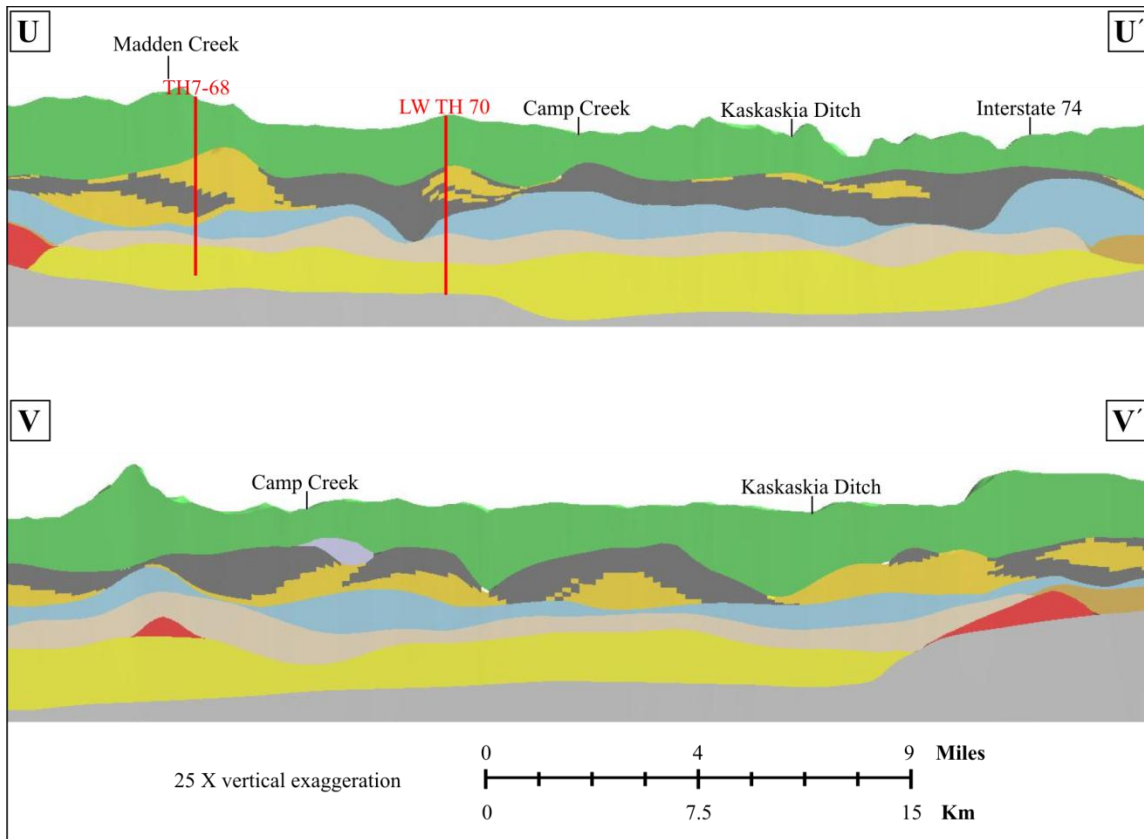 U
U´
Madden Creek
TH7-68
LW TH 70
Camp Creek
Kaskaskia Ditch
Interstate 74
V
V´
Camp Creek
Kaskaskia Ditch
0 4 9 Miles
25 X vertical exaggeration
0 7.5 15 Km